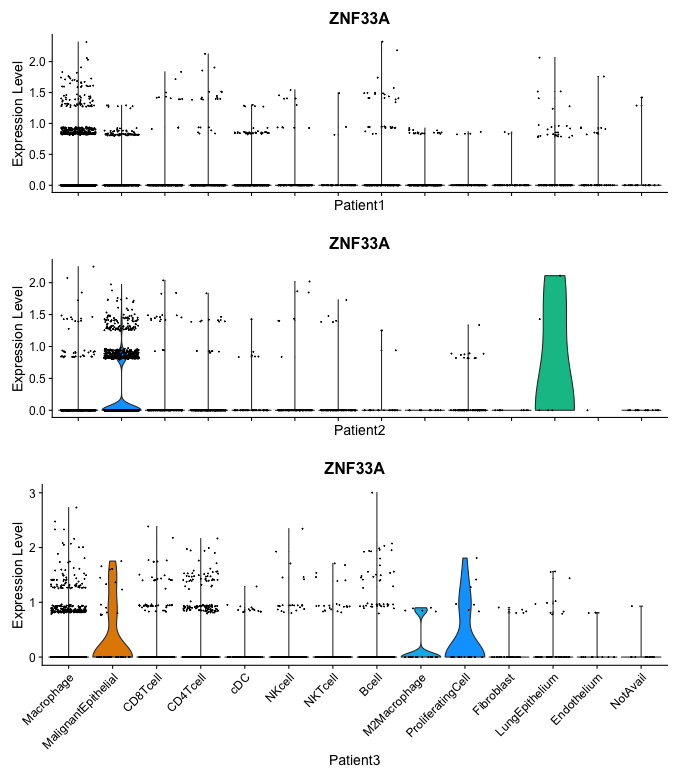 ZNF33A
Expression Level
2.0
1.5
1.0
0.5
0.0
Patient1
ZNF33A
Expression Level
2.0
1.5
1.0
0.5
0.0
Patient2
ZNF33A
Expression Level
3
2
1
0
Macrophage
MalignantEpithelial
CD8Tcell
CD4Tcell
cDC
NKcell
NKTcell
Bcell
M2Macrophage
ProliferatingCell
Fibroblast
LungEpithelium
Endothelium
NotAvail
Patient3